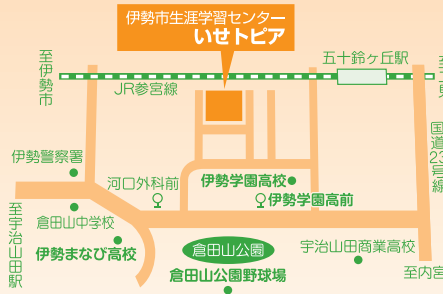 伊勢市生涯学習センター
いせトピア
至伊勢市
JR参宮線
五十鈴ヶ丘駅
国道23号線
伊勢警察署
河口外科前
伊勢学園高校
伊勢学園高前
至宇治山田駅
倉田山中学校
伊勢まなび高校
倉田山公園
倉田山公園野球場
宇治山田商業高校
至内宮